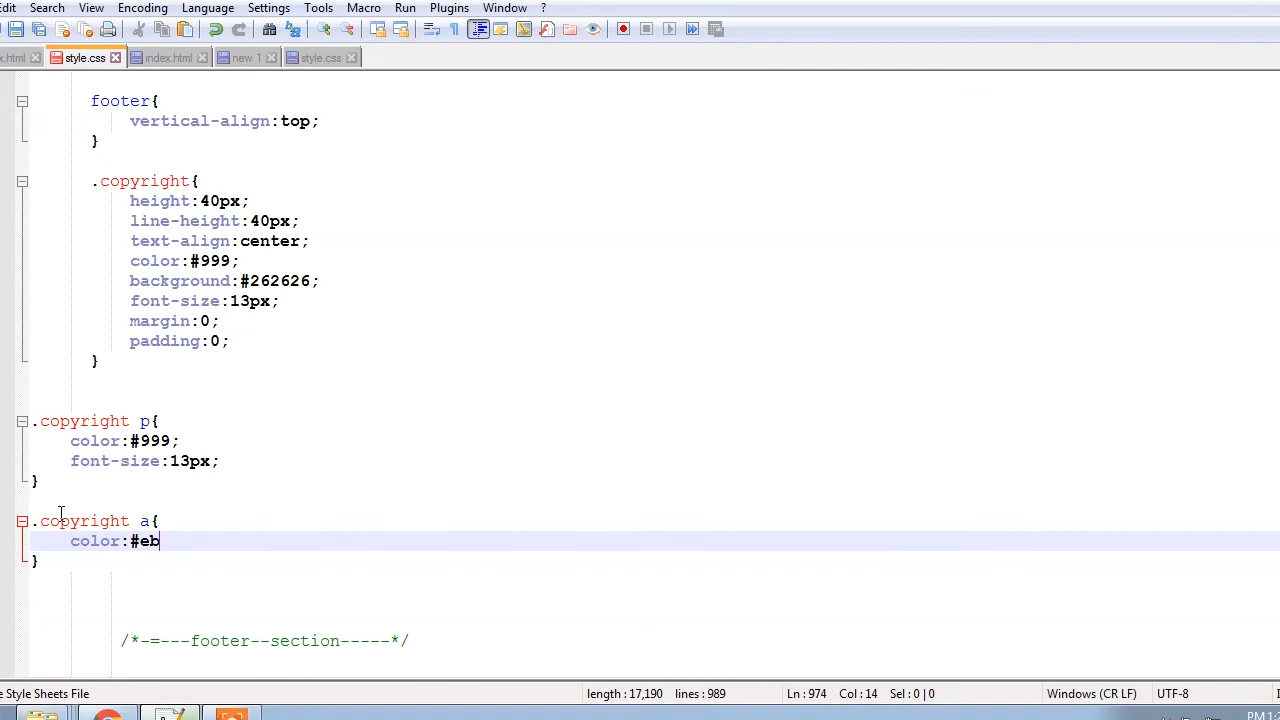 Search View Encoding Language Settings Tools Macro Run Plugins Window ?
style.css index.html new 1 style.css
footer{
vertical-align:top;
}
.copyright{
height:40px;
line-height:40px;
text-align:center;
color:#999;
background:#262626;
font-size:13px;
margin:0;
padding:0;
}
.copyright p{
color:#999;
font-size:13px;
}
.copyright a{
color:#eb
}
/*-=---footer--section-----*/
Style Sheets File length : 17,190 lines : 989 Ln : 974 Col : 14 Sel : 0 | 0 Windows (CR LF) UTF-8